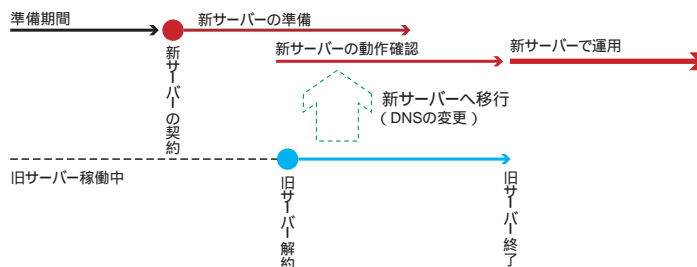 準備期間
新サーバーの準備
新サーバーの動作確認
新サーバーで運用
新サーバーの契約
新サーバーへ移行
（DNSの変更）
旧サーバー稼働中
旧サーバー解約
旧サーバー終了